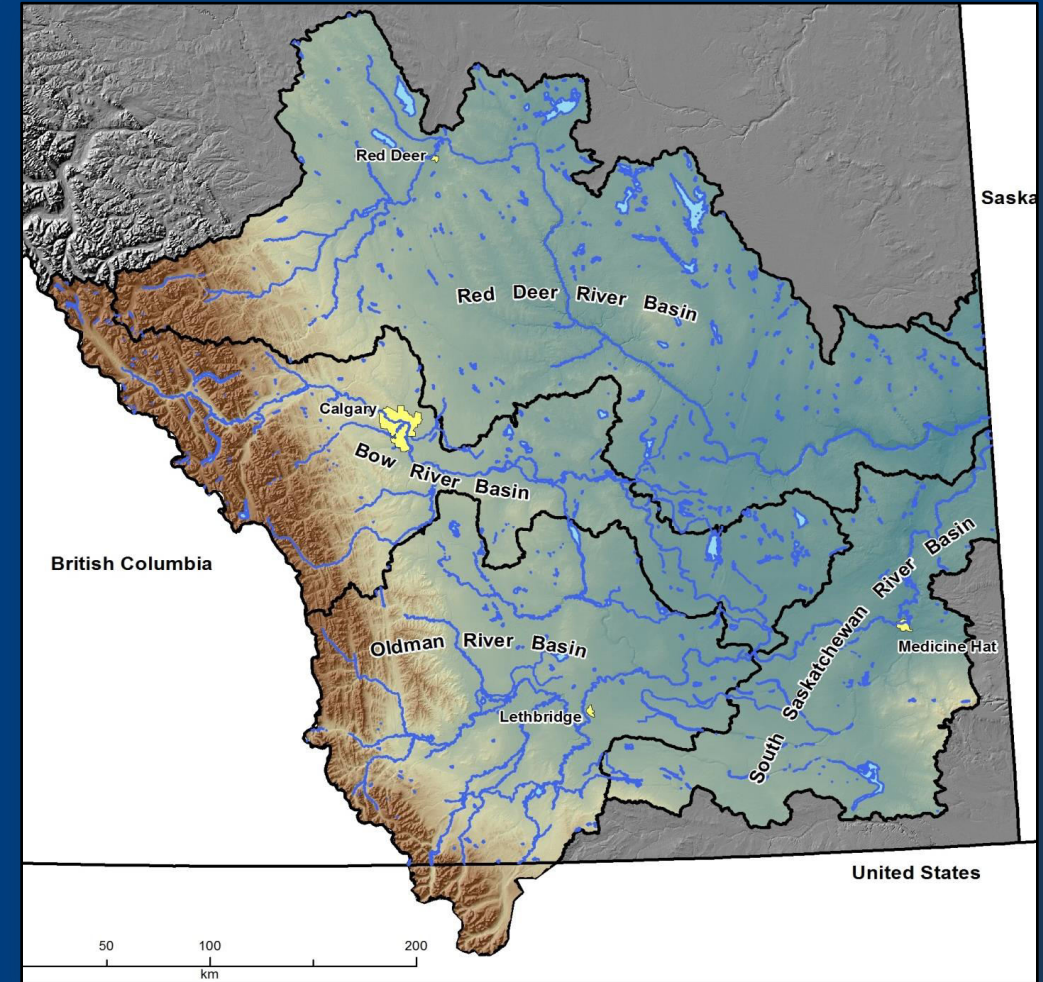 Red Deer
Saska
Red Deer River Basin
Calgary
Bow River Basin
British Columbia
South Saskatchewan River Basin
Oldman River Basin
Medicine Hat
Lethbridge
United States
50 100 200
km